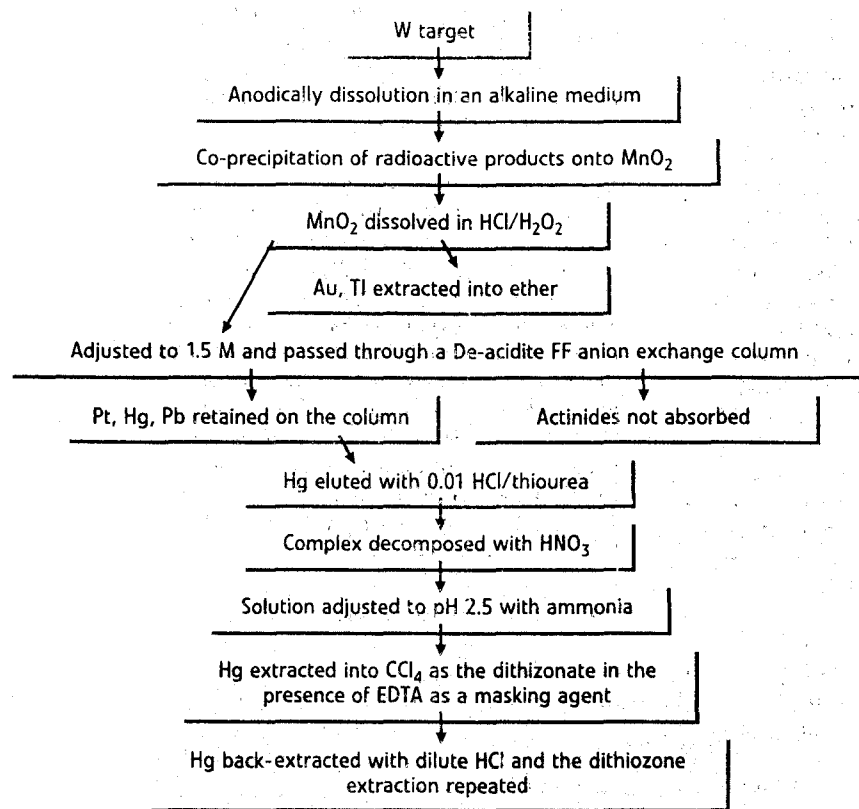 W target
Anodically dissolution in an alkaline medium
Co-precipitation of radioactive products onto MnO₂
MnO₂ dissolved in HCl/H₂O₂
Au, Tl extracted into ether
Adjusted to 1.5 M and passed through a De-acidite FF anion exchange column
Pt, Hg, Pb retained on the column
Actinides not absorbed
Hg eluted with 0.01 HCl/thiourea
Complex decomposed with HNO₃
Solution adjusted to pH 2.5 with ammonia
Hg extracted into CCl₄ as the dithizonate in the
presence of EDTA as a masking agent
Hg back-extracted with dilute HCl and the dithiozone
extraction repeated